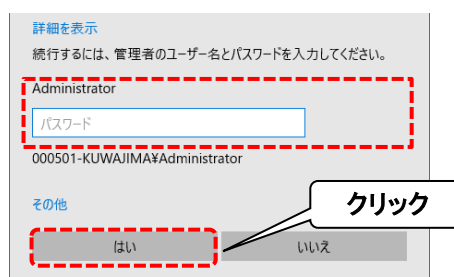 詳細を表示
続行するには、管理者のユーザー名とパスワードを入力してください。
Administrator
パスワード
000501-KUWAJIMA¥Administrator
その他
クリック
はい
いいえ